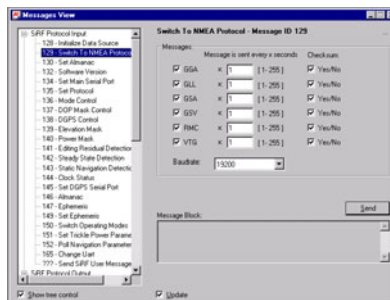 Messages View
SiRF Protocol Input
128 - Initialize Data Source
129 - Switch To NMEA Protocol
130 - Set Almanac
132 - Software Version
134 - Set Main Serial Port
135 - Set Protocol
136 - Mode Control
137 - DOP Mask Control
138 - DGPS Control
139 - Elevation Mask
140 - Power Mask
141 - Editing Residual Detection
142 - Steady State Detection
143 - Static Navigation Detectic
144 - Clock Status
145 - Set DGPS Serial Port
146 - Almanac
147 - Ephemeris
149 - Set Ephemeris
150 - Switch Operating Modes
151 - Set Trickle Power Parame
152 - Poll Navigation Parameter
165 - Change Uart
??? - Send SiRF User Message
SiRF Protocol Output
Show tree control
Switch To NMEA Protocol - Message ID 129
Messages
Message is sent every x seconds
Checksum:
GGA x 1 [1- 255] Yes/No
GLL x 1 [1- 255] Yes/No
GSA x 1 [1- 255] Yes/No
GSV x 1 [1- 255] Yes/No
RMC x 1 [1- 255] Yes/No
VTG x 1 [1- 255] Yes/No
Baudrate: 19200
Send
Message Block:
Update